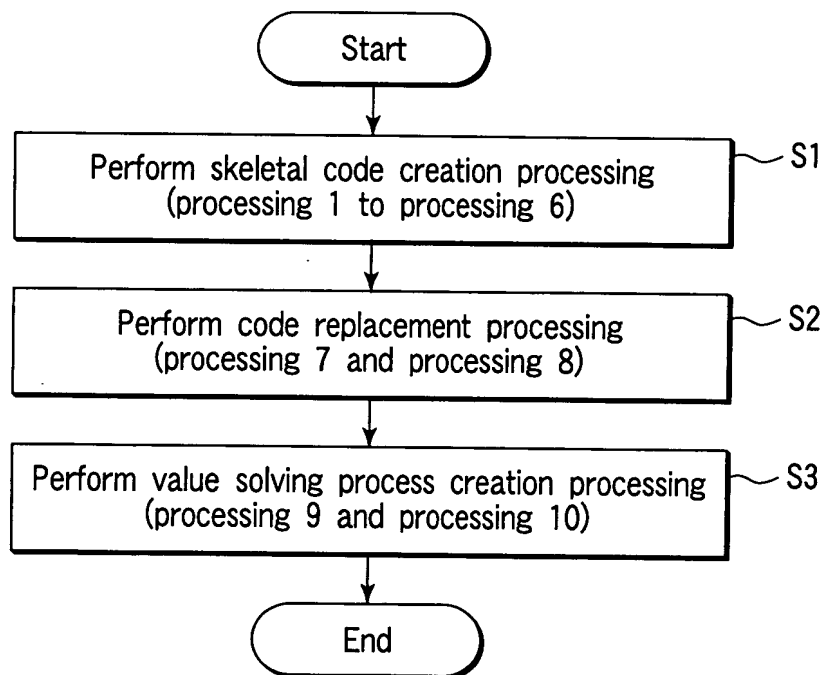 Start
Perform skeletal code creation processing
(processing 1 to processing 6)
S1
Perform code replacement processing
(processing 7 and processing 8)
S2
Perform value solving process creation processing
(processing 9 and processing 10)
S3
End